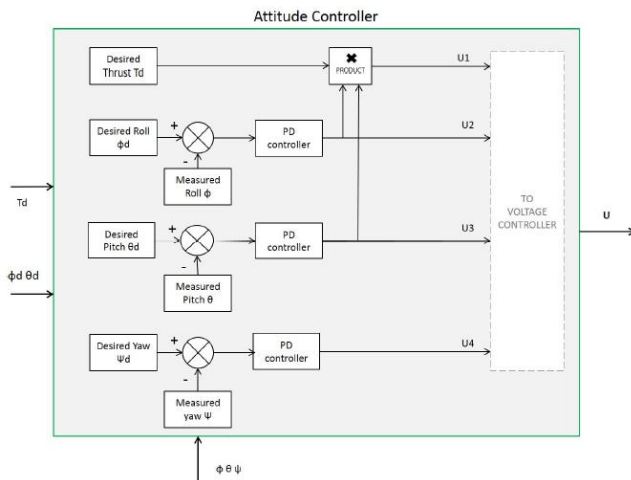 Attitude Controller
Desired
Thrust Td
✖
PRODUCT
U1
Desired Roll
ϕd
+
-
PD
controller
U2
Measured
Roll ϕ
Td
TO
VOLTAGE
CONTROLLER
U
Desired
Pitch θd
+
-
PD
controller
U3
Measured
Pitch θ
ϕd θd
Desired Yaw
Ψd
+
-
PD
controller
U4
Measured
yaw Ψ
ϕ θ ψ